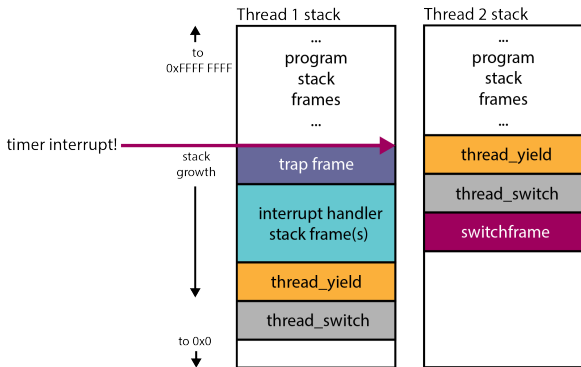 Thread 1 stack
Thread 2 stack
to
0xFFFF FFFF
...
program
stack
frames
...
...
program
stack
frames
...
timer interrupt!
stack
growth
trap frame
interrupt handler
stack frame(s)
thread_yield
thread_switch
thread_yield
thread_switch
switchframe
to 0x0